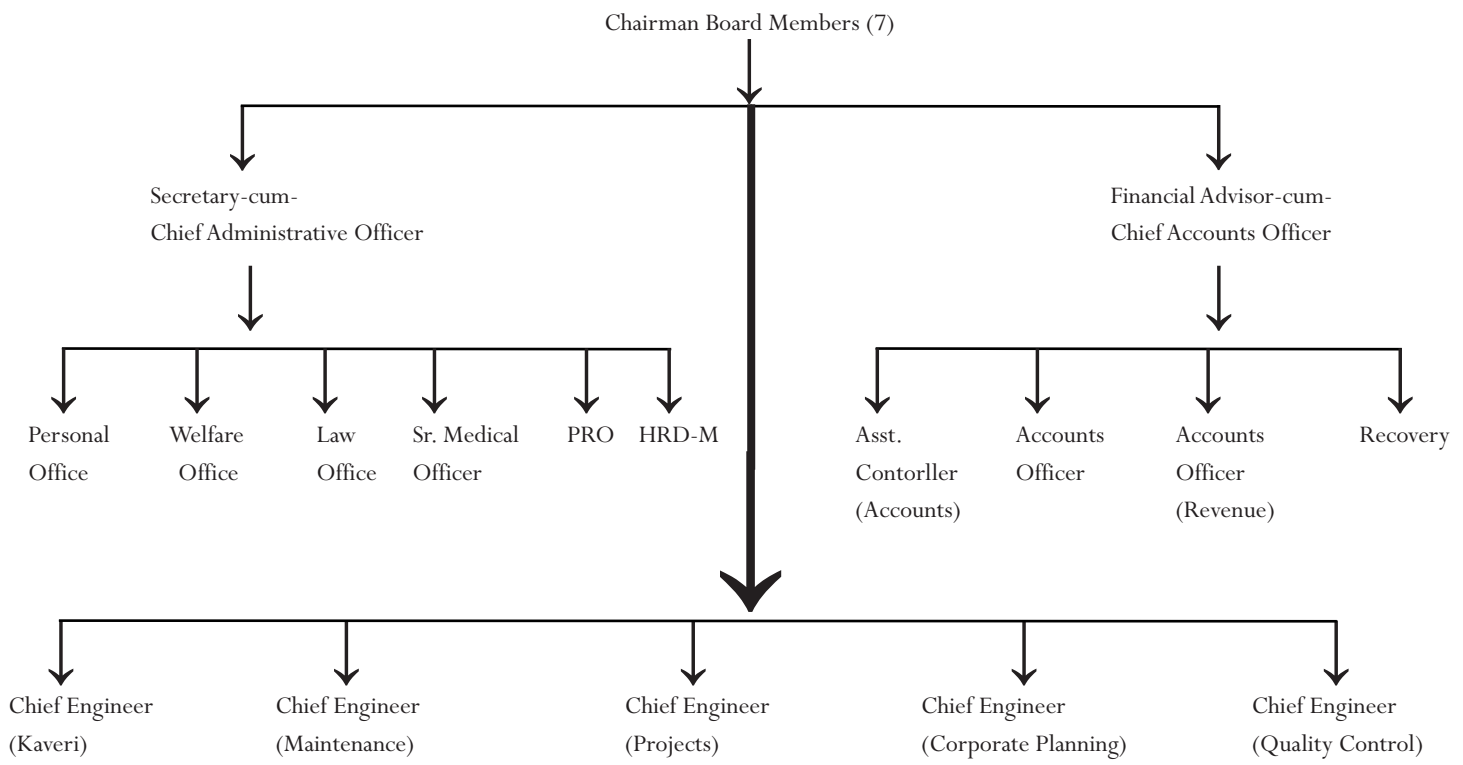 Chairman Board Members (7)
Secretary-cum-
Chief Administrative Officer
Financial Advisor-cum-
Chief Accounts Officer
Personal
Office
Welfare
Office
Law
Office
Sr. Medical
Officer
PRO
HRD-M
Asst.
Contorller
(Accounts)
Accounts
Officer
Accounts
Officer
(Revenue)
Recovery
Chief Engineer
(Kaveri)
Chief Engineer
(Maintenance)
Chief Engineer
(Projects)
Chief Engineer
(Corporate Planning)
Chief Engineer
(Quality Control)